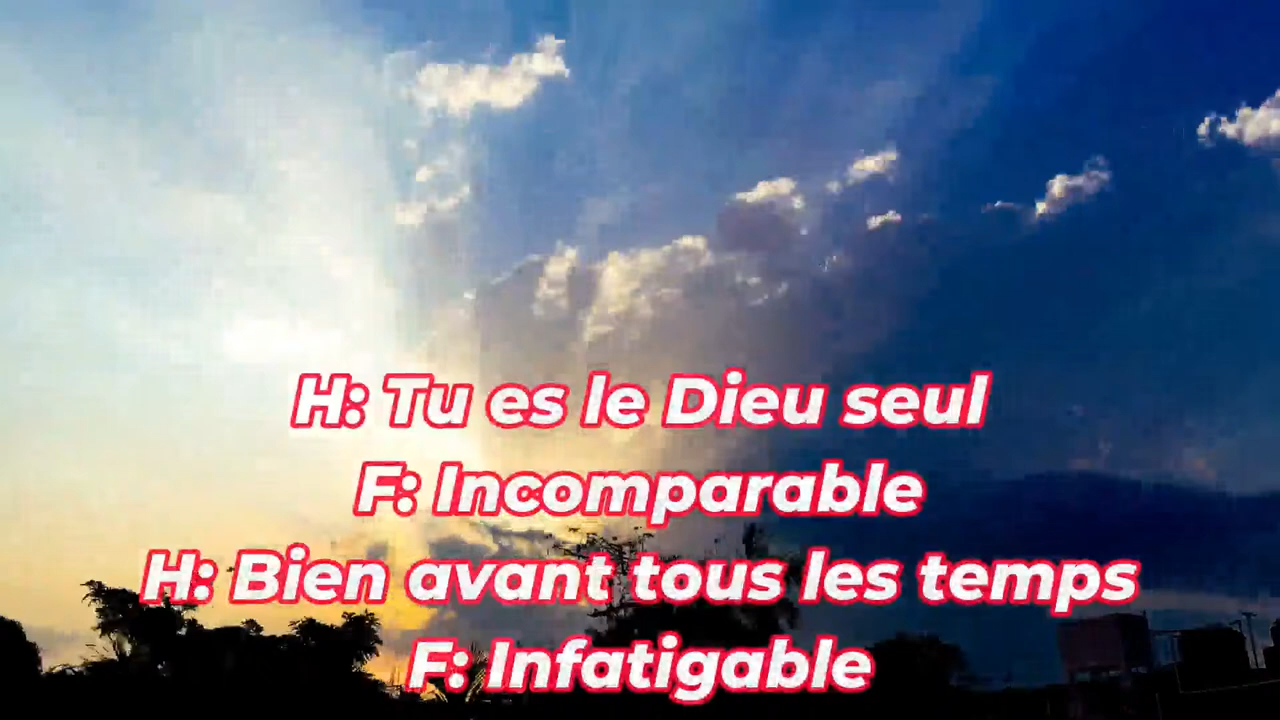 H: Tu es le Dieu seul
F: Incomparable
H: Bien avant tous les temps
F: Infatigable